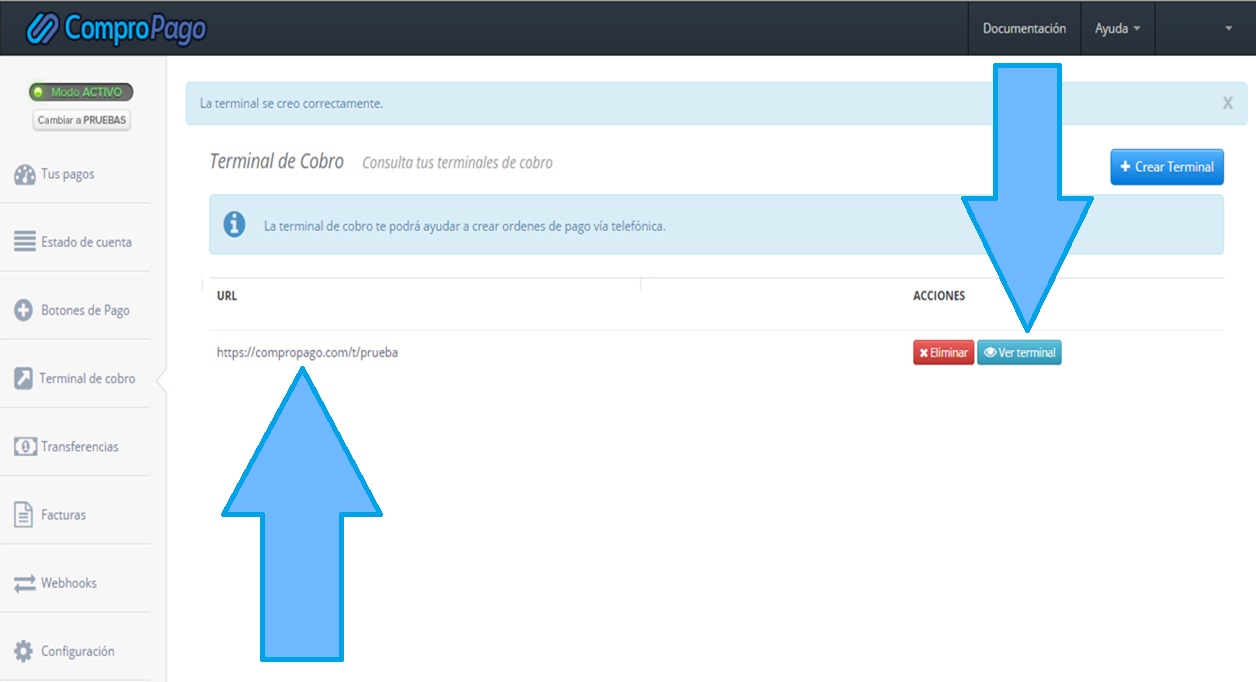 ComproPago
Documentación
Ayuda
Modo ACTIVO
Cambiar a PRUEBAS
Tus pagos
Estado de cuenta
Botones de Pago
Terminal de cobro
Transferencias
Facturas
Webhooks
Configuración
La terminal se creo correctamente.
X
Terminal de Cobro Consulta tus terminales de cobro
+ Crear Terminal
La terminal de cobro te podrá ayudar a crear ordenes de pago vía telefónica.
URL ACCIONES
https://compropago.com/t/prueba Eliminar Ver terminal